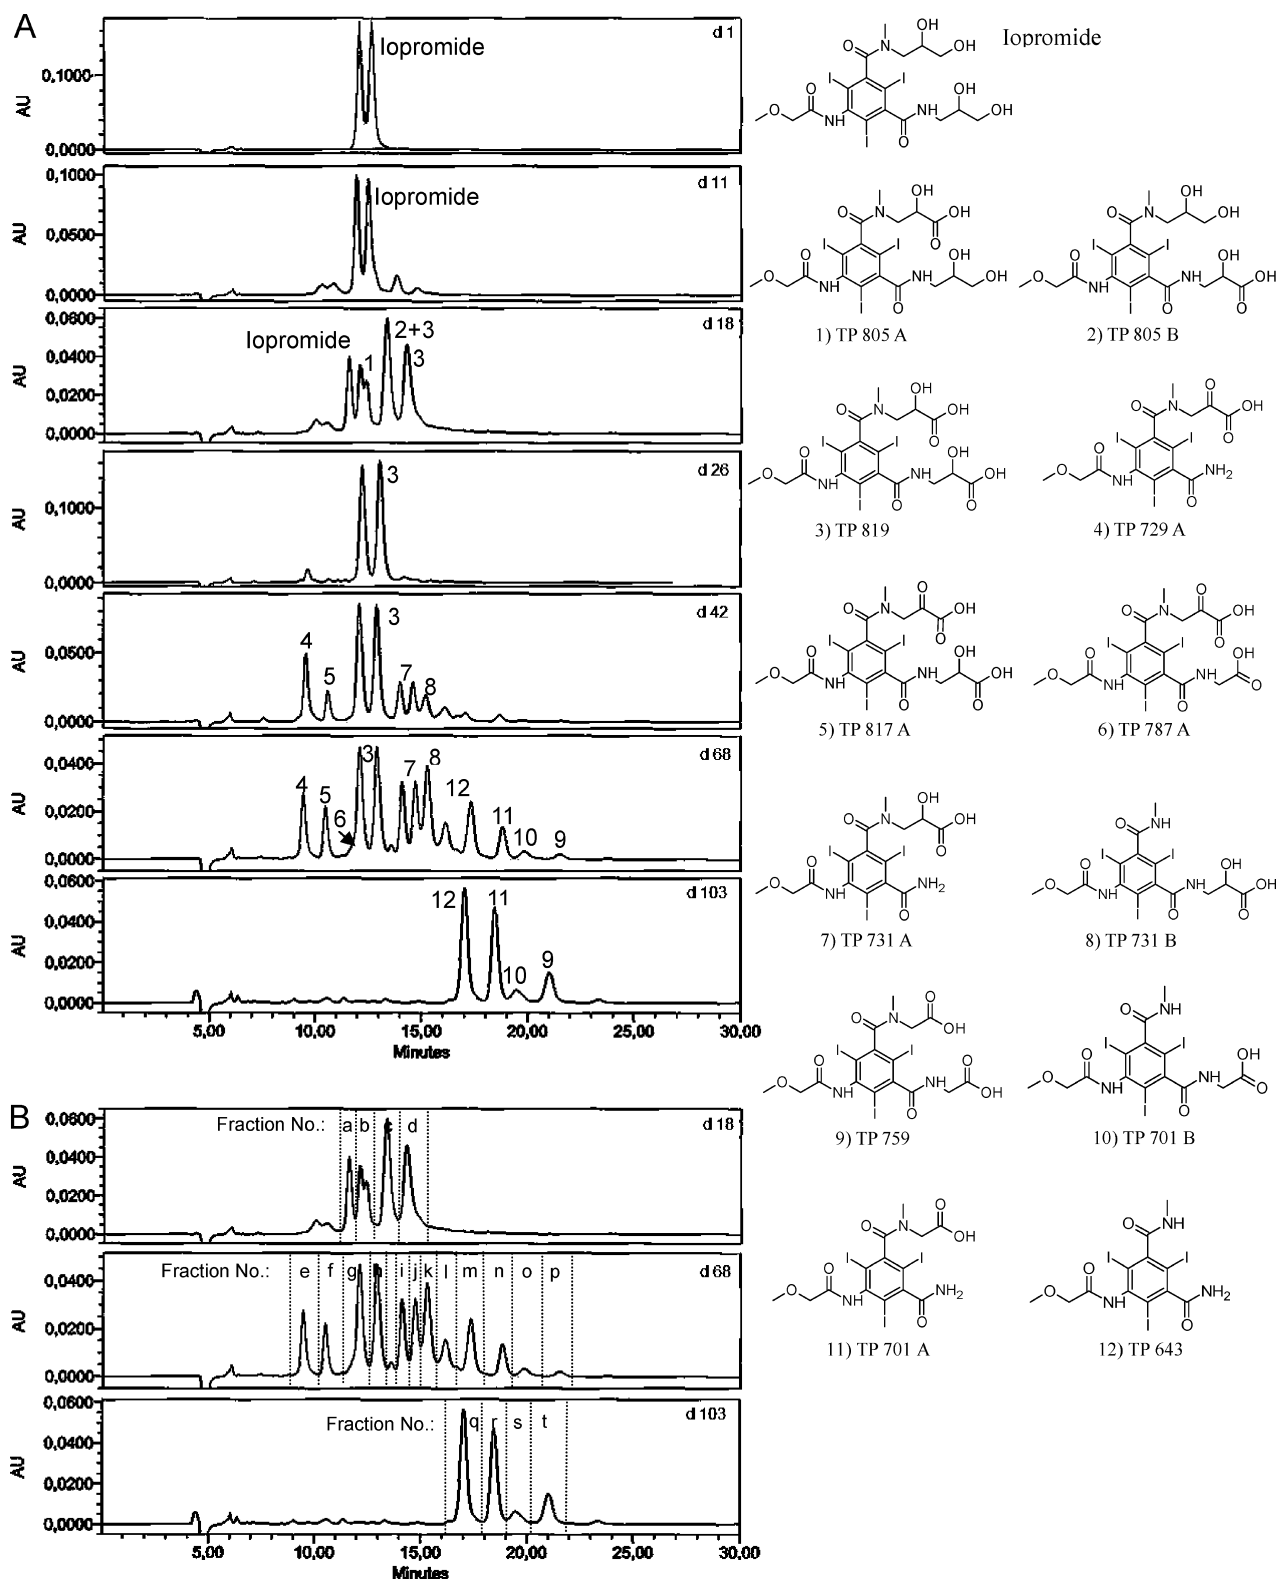 A
d 1
Iopromide
0,1000
0,0000
AU
d 11
Iopromide
0,1000
0,0500
0,0000
AU
d 18
Iopromide
1
2+3
3
0,0600
0,0400
0,0200
0,0000
AU
d 26
3
0,1000
0,0000
AU
d 42
4
5
3
7
8
0,0500
0,0000
AU
d 68
4
5
6
3
7
8
12
11
10
9
0,0400
0,0200
0,0000
AU
d 103
12
11
10
9
0,0600
0,0400
0,0200
0,0000
AU
5,00 10,00 15,00 20,00 25,00 30,00
Minutes
B
Fraction No.: a b c d
d 18
0,0600
0,0400
0,0200
0,0000
AU
Fraction No.: e f g h i j k l m n o p
d 68
0,0400
0,0200
0,0000
AU
Fraction No.: q r s t
d 103
0,0600
0,0400
0,0200
0,0000
AU
5,00 10,00 15,00 20,00 25,00 30,00
Minutes
Iopromide
1) TP 805 A
2) TP 805 B
3) TP 819
4) TP 729 A
5) TP 817 A
6) TP 787 A
7) TP 731 A
8) TP 731 B
9) TP 759
10) TP 701 B
11) TP 701 A
12) TP 643